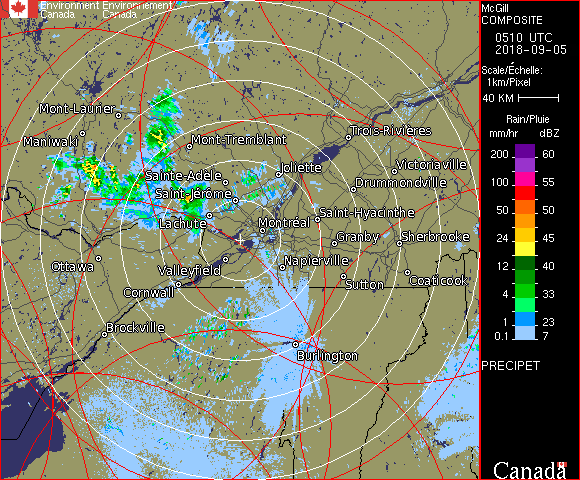 Environment Environnement
Canada Canada
Mont-Laurier
Trois-Rivières
Maniwaki
Mont-Tremblant
Joliette
Victoriaville
Sainte-Adèle
Drummondville
Saint-Jérôme
Saint-Hyacinthe
Lachute
Montréal
Granby
Sherbrooke
Ottawa
Valleyfield
Napierville
Sutton
Coaticook
Cornwall
Brockville
Burlington
McGill
COMPOSITE
0510 UTC
2018-09-05
Scale/Échelle:
1km/Pixel
40 KM
Rain/Pluie
mm/hr dBZ
200 60
150 57
100 55
50 50
24 45
12 40
4 33
1 23
0.1 7
PRECIPET
Canada